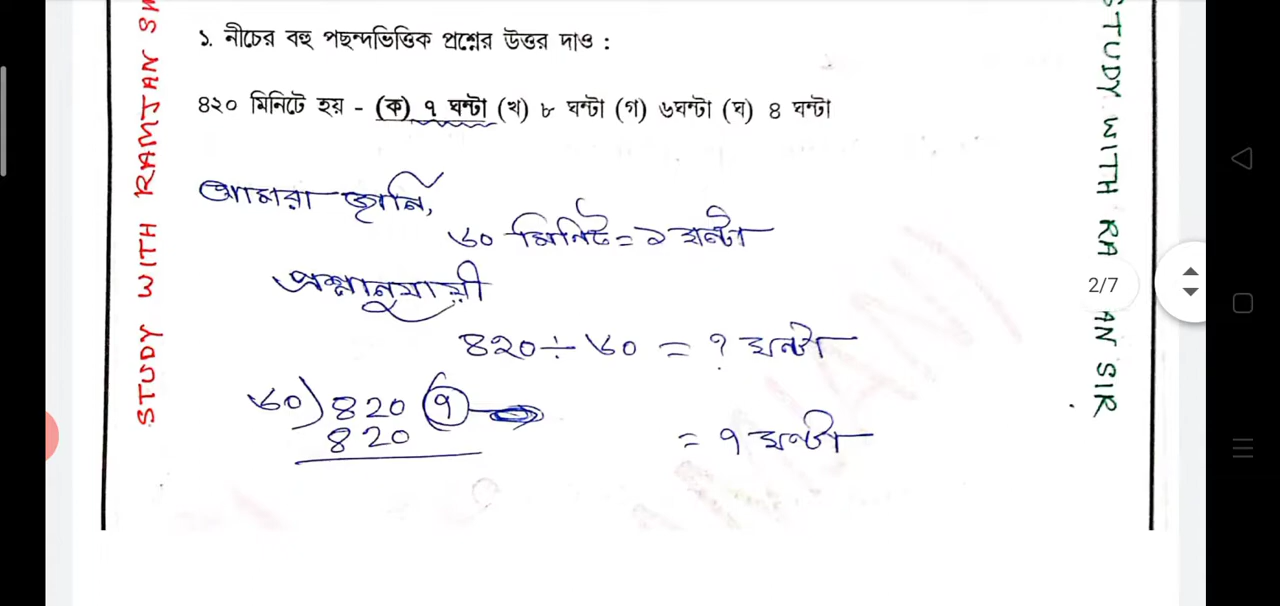 ১. নীচের বহু পছন্দভিত্তিক প্রশ্নের উত্তর দাও :
৪২০ মিনিটে হয় - (ক) ৭ ঘন্টা (খ) ৮ ঘন্টা (গ) ৬ঘন্টা (ঘ) ৪ ঘন্টা
আমরা জানি,
৬০ মিনিটে = ১ ঘন্টা
প্রশ্নানুযায়ী
৪২০ ÷ ৬০ = ? ঘন্টা
৬০) ৪২০ (৭
৪২০
= ৭ ঘন্টা
STUDY WITH RAMJAN S
STUDY WITH RA AN SIR
2/7